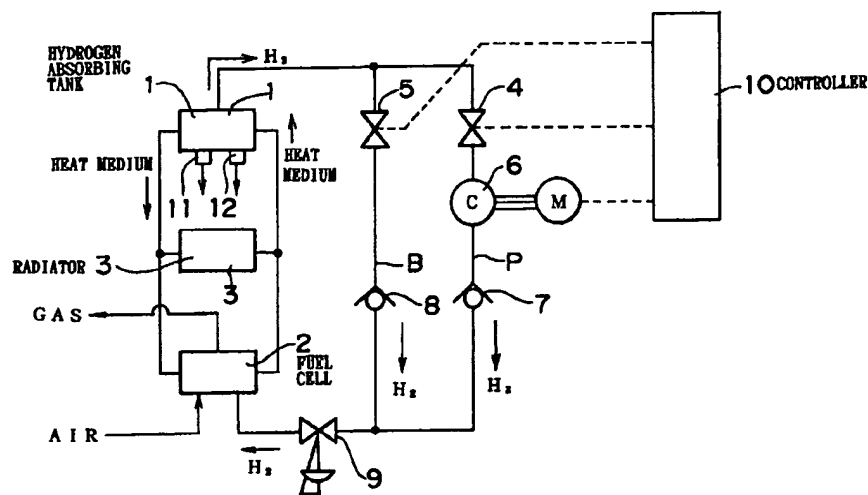 HYDROGEN
ABSORBING
TANK
H₂
1
1
5
4
10 CONTROLLER
HEAT MEDIUM
HEAT
MEDIUM
11
12
6
C
M
RADIATOR 3
3
B
P
8
7
GAS
2
FUEL
CELL
H₂
H₂
AIR
H₂
9